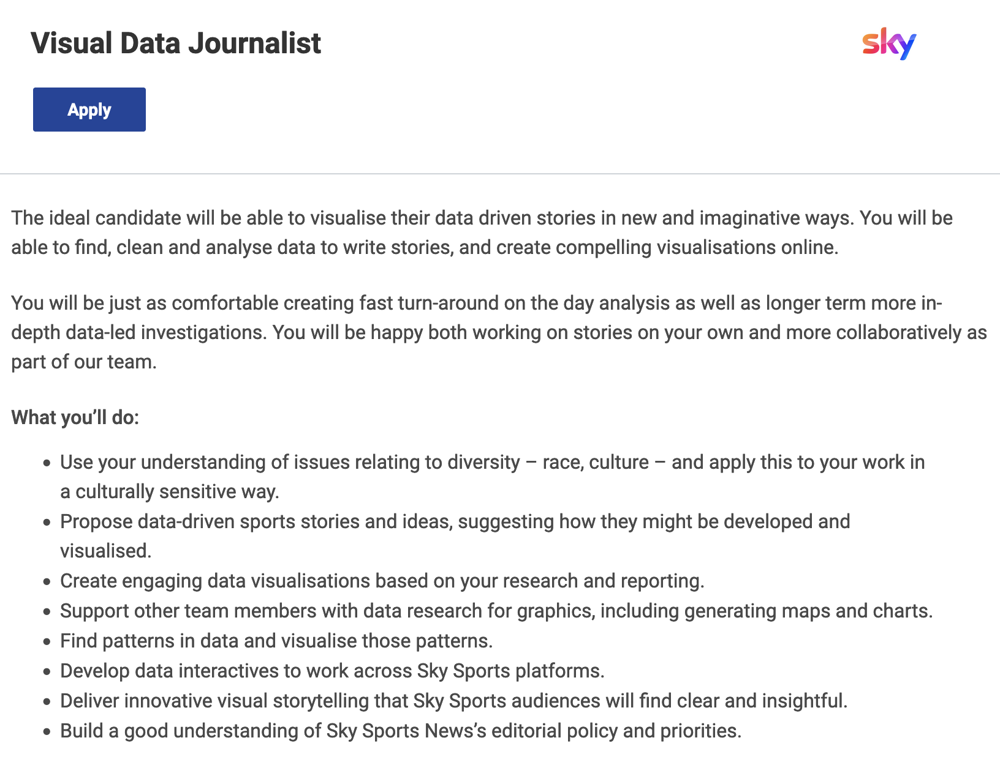 Visual Data Journalist
sky
Apply
The ideal candidate will be able to visualise their data driven stories in new and imaginative ways. You will be
able to find, clean and analyse data to write stories, and create compelling visualisations online.
You will be just as comfortable creating fast turn-around on the day analysis as well as longer term more in-
depth data-led investigations. You will be happy both working on stories on your own and more collaboratively as
part of our team.
What you’ll do:
• Use your understanding of issues relating to diversity – race, culture – and apply this to your work in
a culturally sensitive way.
• Propose data-driven sports stories and ideas, suggesting how they might be developed and
visualised.
• Create engaging data visualisations based on your research and reporting.
• Support other team members with data research for graphics, including generating maps and charts.
• Find patterns in data and visualise those patterns.
• Develop data interactives to work across Sky Sports platforms.
• Deliver innovative visual storytelling that Sky Sports audiences will find clear and insightful.
• Build a good understanding of Sky Sports News’s editorial policy and priorities.